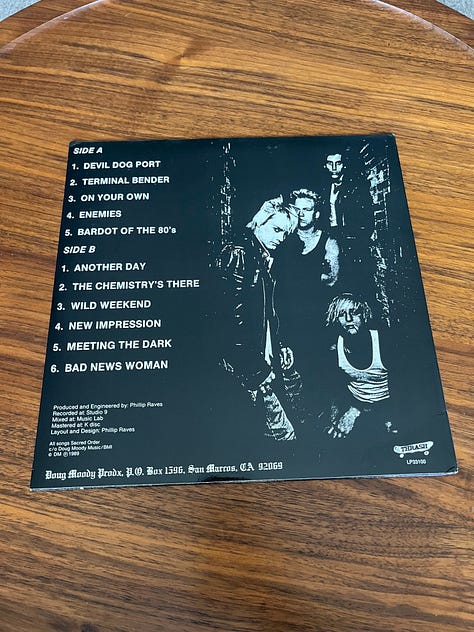 SIDE A
1. DEVIL DOG PORT
2. TERMINAL BENDER
3. ON YOUR OWN
4. ENEMIES
5. BARDOT OF THE 80's
SIDE B
1. ANOTHER DAY
2. THE CHEMISTRY'S THERE
3. WILD WEEKEND
4. NEW IMPRESSION
5. MEETING THE DARK
6. BAD NEWS WOMAN
Produced and Engineered by: Phillip Raves
Recorded at Studio 9
Mixed at: Music Lab
Mastered at K disc
Layout and Design: Phillip Raves
All songs Sacred Order
c/o Doug Moody Music/BMI
© DM ℗ 1989
Doug Moody Prodx, P.O. Box 1596, San Marcos, CA 92069
THRASH
LP33100